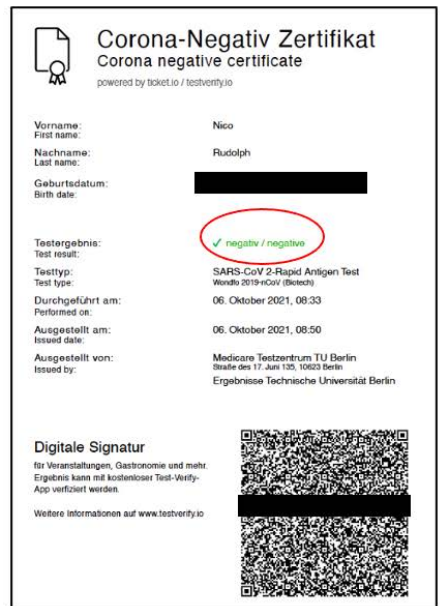 Corona-Negativ Zertifikat
Corona negative certificate
powered by ticket.io / testverify.io
Vorname: Nico
First name:
Nachname: Rudolph
Last name:
Geburtsdatum:
Birth date:
Testergebnis: ✓ negativ / negative
Test result:
Testtyp: SARS-CoV 2-Rapid Antigen Test
Test type: Wondfo 2019-nCoV (Biotech)
Durchgeführt am: 06. Oktober 2021, 08:33
Performed on:
Ausgestellt am: 06. Oktober 2021, 08:50
Issued date:
Ausgestellt von: Medicare Testzentrum TU Berlin
Issued by: Straße des 17. Juni 135, 10623 Berlin
Ergebnisse Technische Universität Berlin
Digitale Signatur
für Veranstaltungen, Gastronomie und mehr.
Ergebnis kann mit kostenloser Test-Verify-
App verfiziert werden.
Weitere Informationen auf www.testverify.io